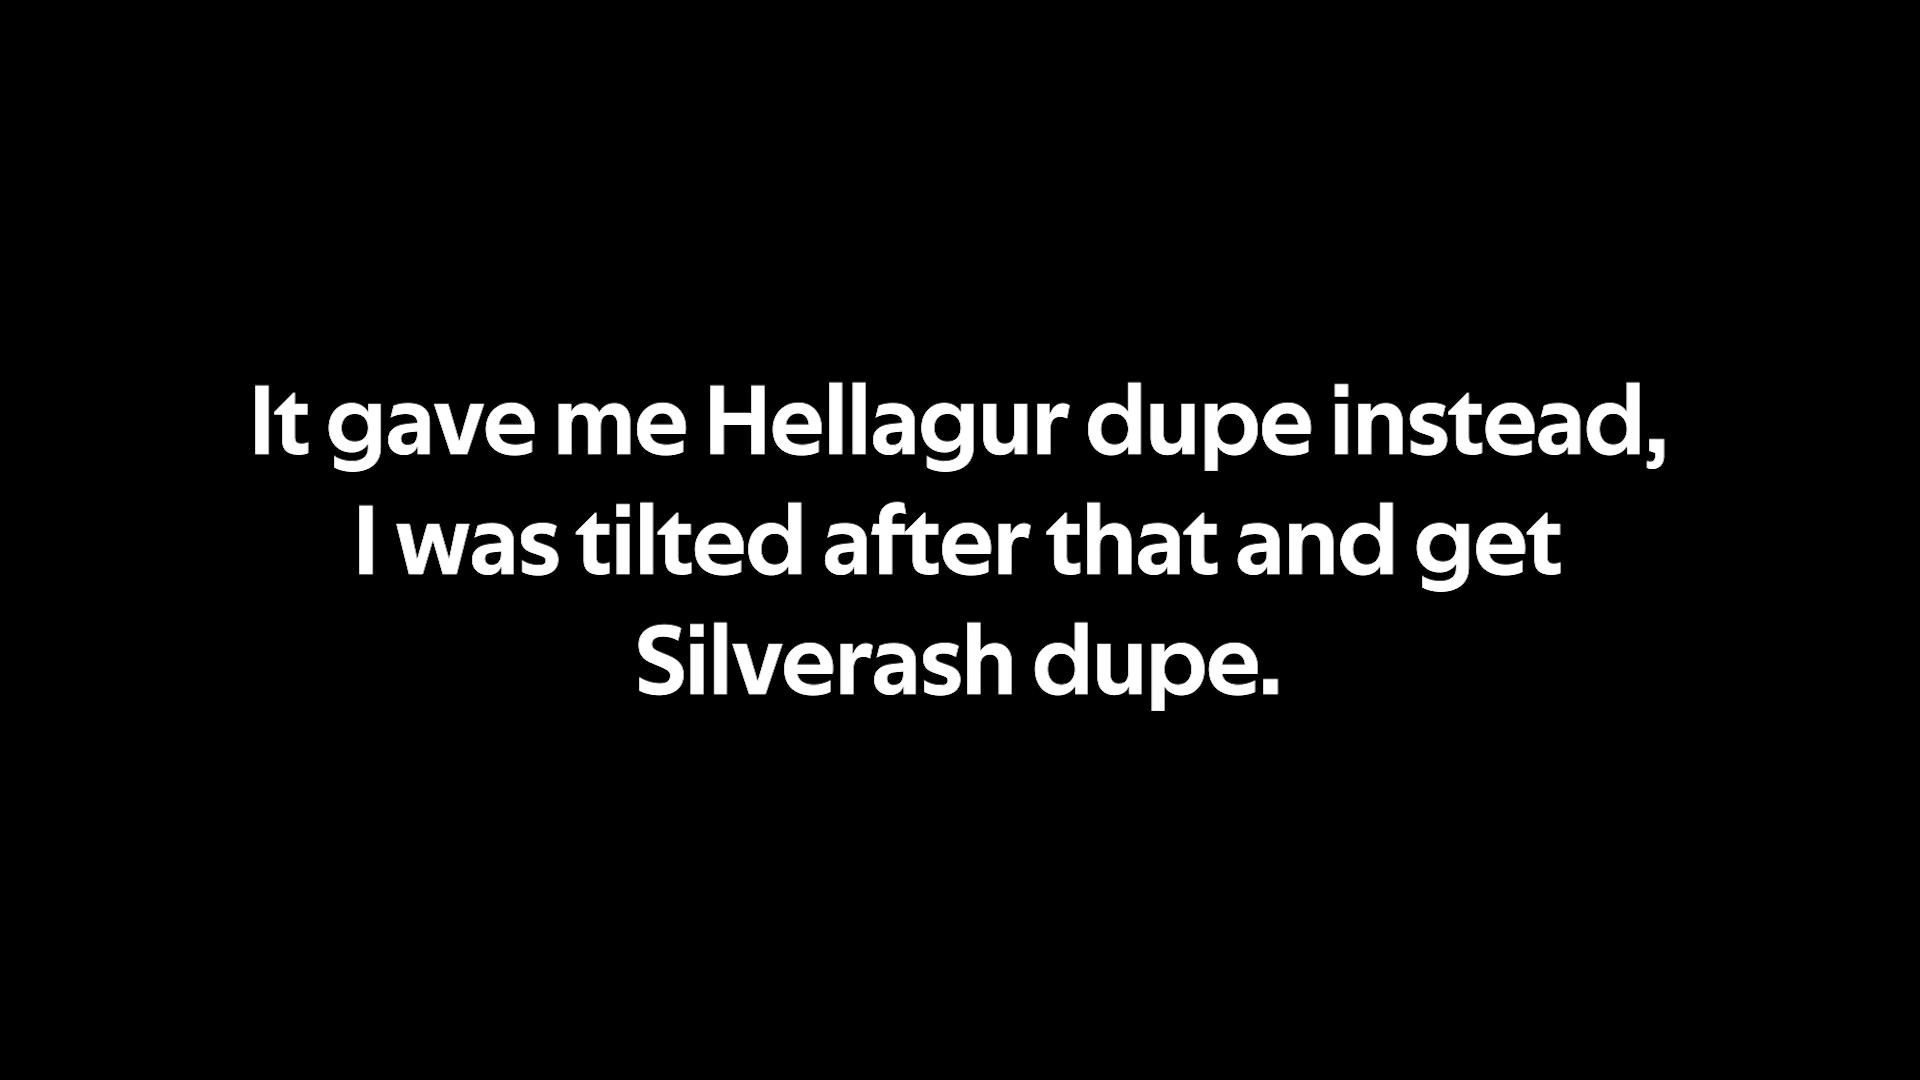 It gave me Hellagur dupe instead,
I was tilted after that and get
Silverash dupe.